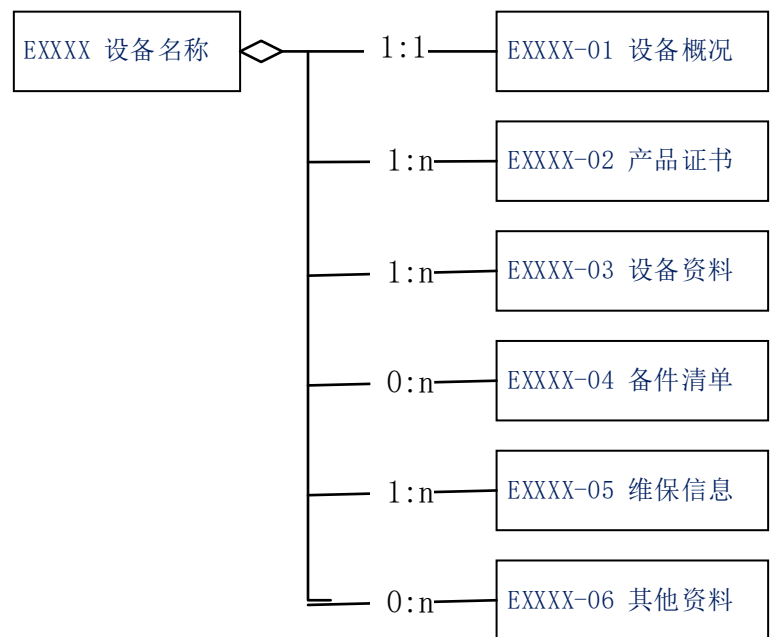 EXXXX 设备名称
1:1
EXXXX-01 设备概况
1:n
EXXXX-02 产品证书
1:n
EXXXX-03 设备资料
0:n
EXXXX-04 备件清单
1:n
EXXXX-05 维保信息
0:n
EXXXX-06 其他资料